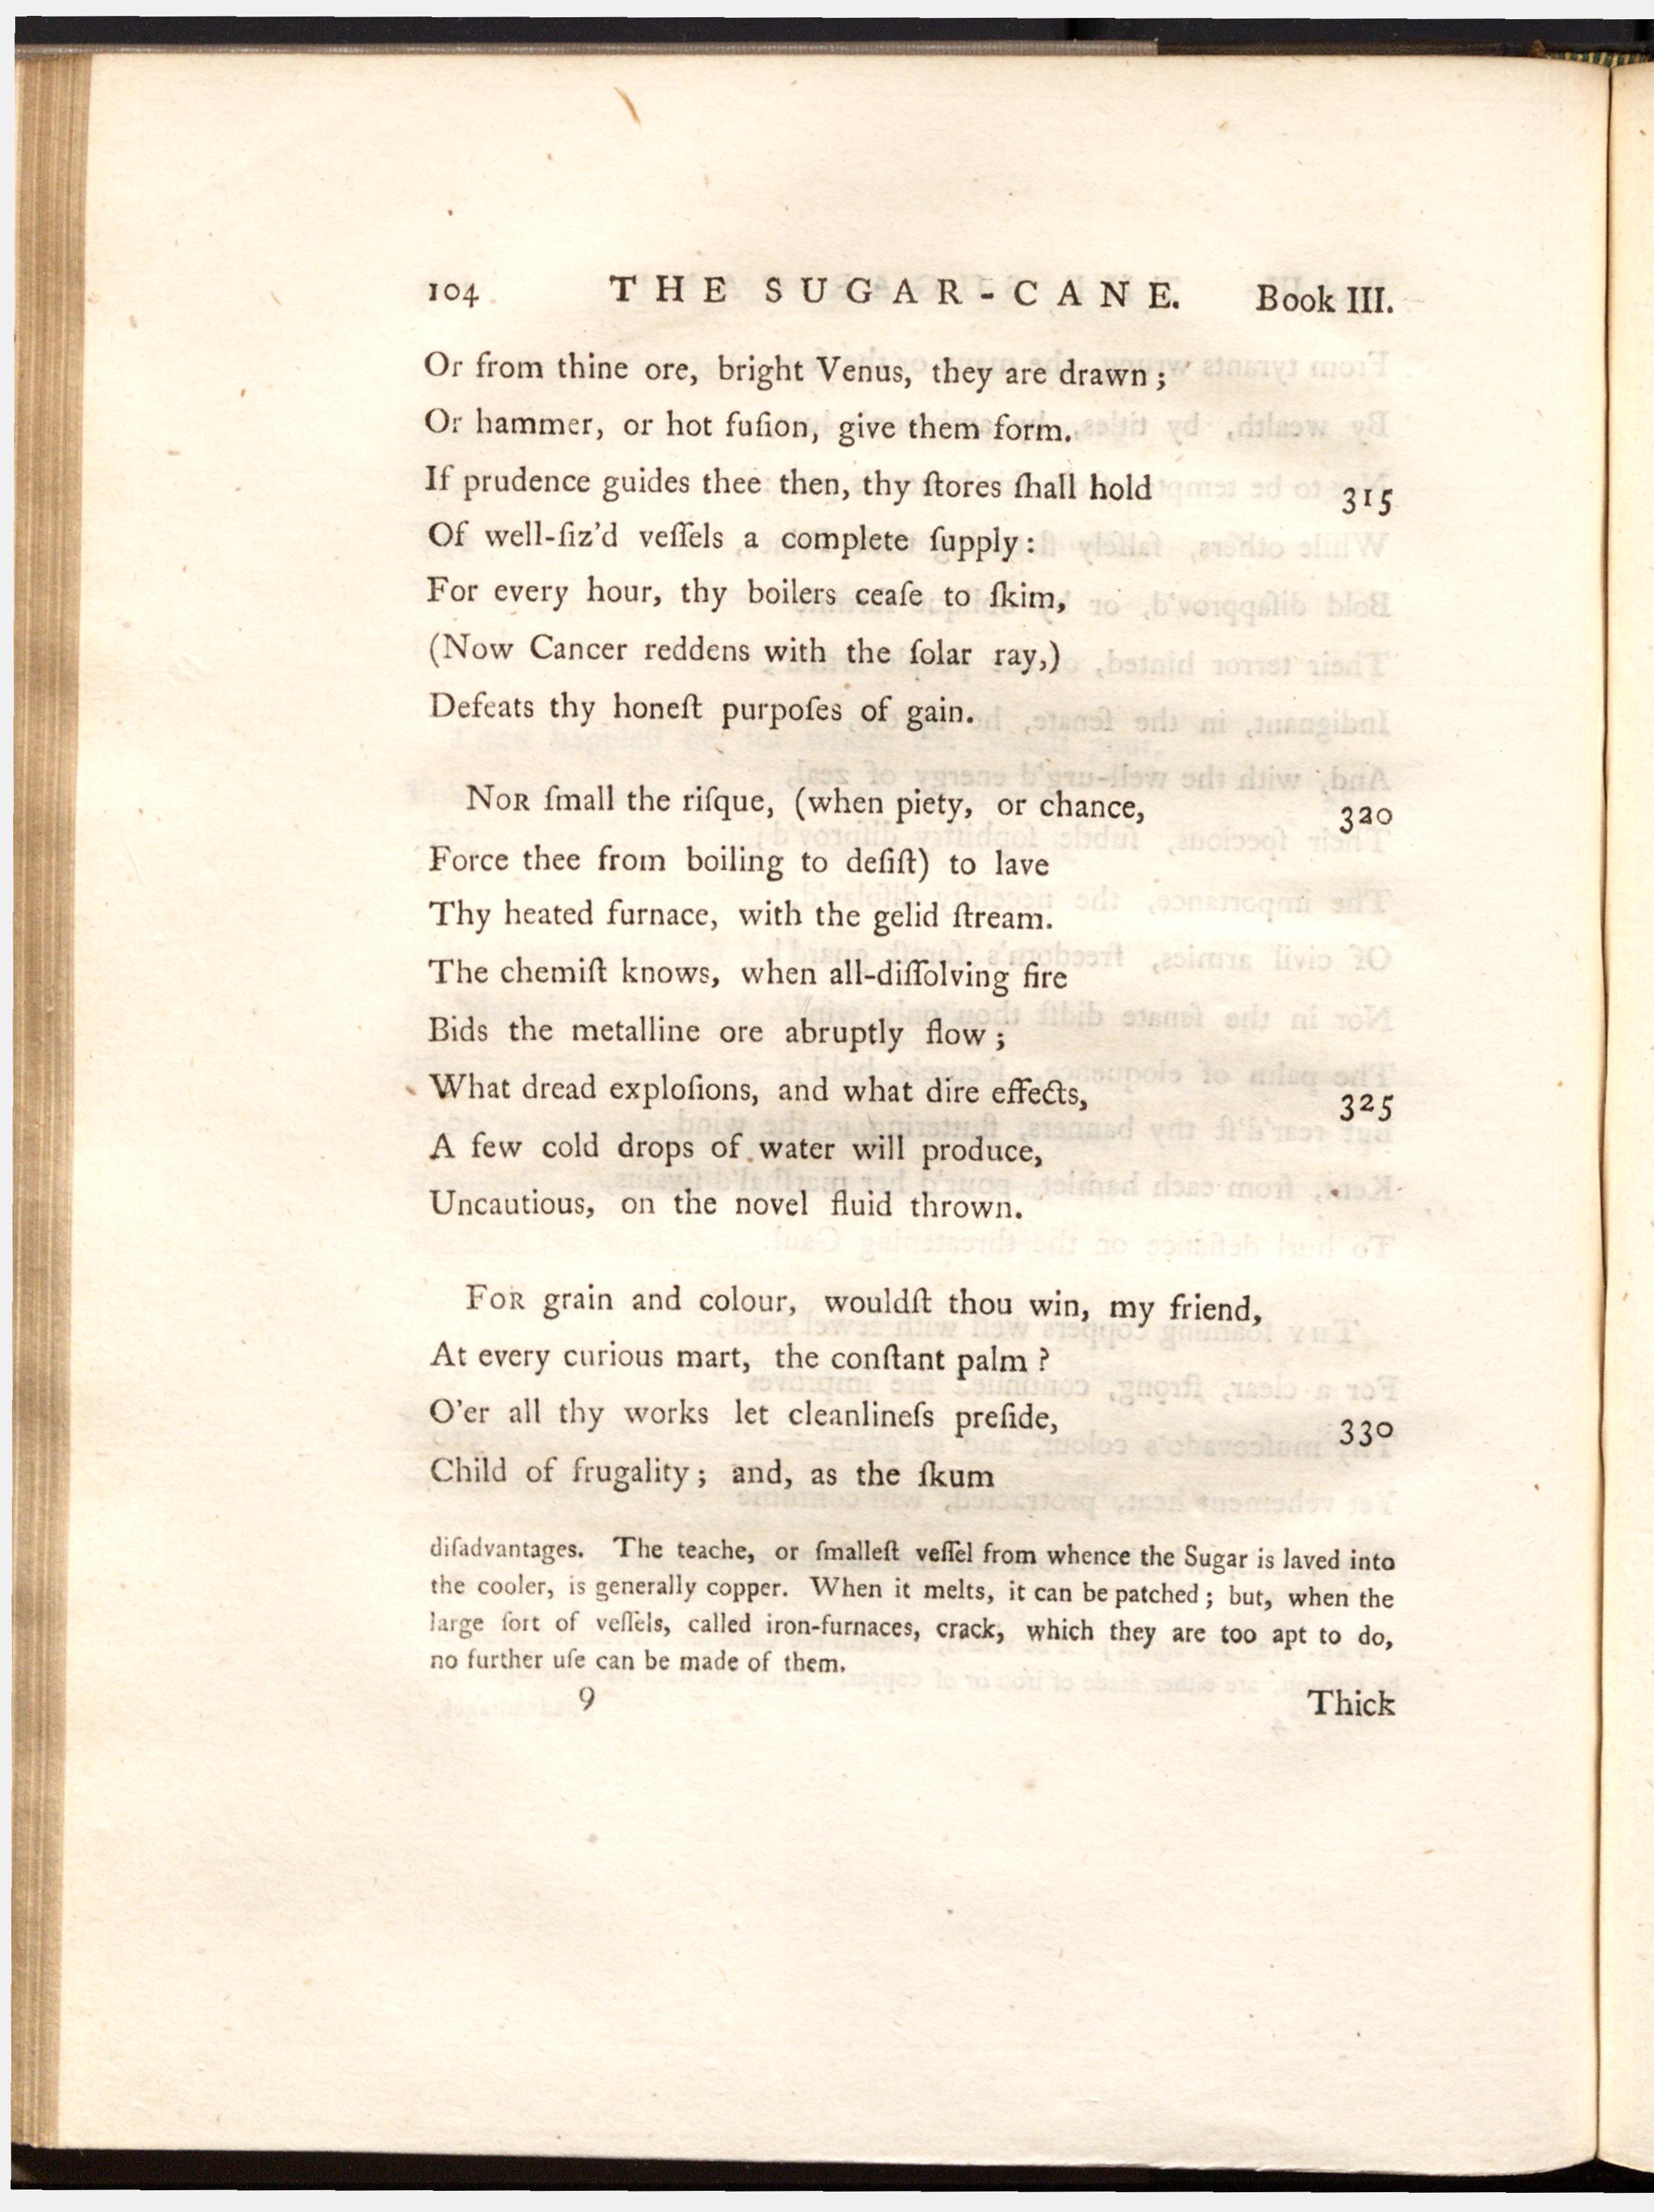 104 THE SUGAR-CANE. Book III.
Or from thine ore, bright Venus, they are drawn;
Or hammer, or hot fuſion, give them form.
If prudence guides thee then, thy ſtores ſhall hold 315
Of well-ſiz'd veſſels a complete ſupply:
For every hour, thy boilers ceaſe to ſkim,
(Now Cancer reddens with the ſolar ray,)
Defeats thy honeſt purpoſes of gain.
NOR ſmall the riſque, (when piety, or chance, 320
Force thee from boiling to deſiſt) to lave
Thy heated furnace, with the gelid ſtream.
The chemiſt knows, when all-diſſolving fire
Bids the metalline ore abruptly flow;
What dread exploſions, and what dire effects, 325
A few cold drops of water will produce,
Uncautious, on the novel fluid thrown.
FOR grain and colour, wouldſt thou win, my friend,
At every curious mart, the conſtant palm?
O'er all thy works let cleanlineſs preſide, 330
Child of frugality; and, as the ſkum
diſadvantages. The teache, or ſmalleſt veſſel from whence the Sugar is laved into
the cooler, is generally copper. When it melts, it can be patched; but, when the
large ſort of veſſels, called iron-furnaces, crack, which they are too apt to do,
no further uſe can be made of them.
9 Thick